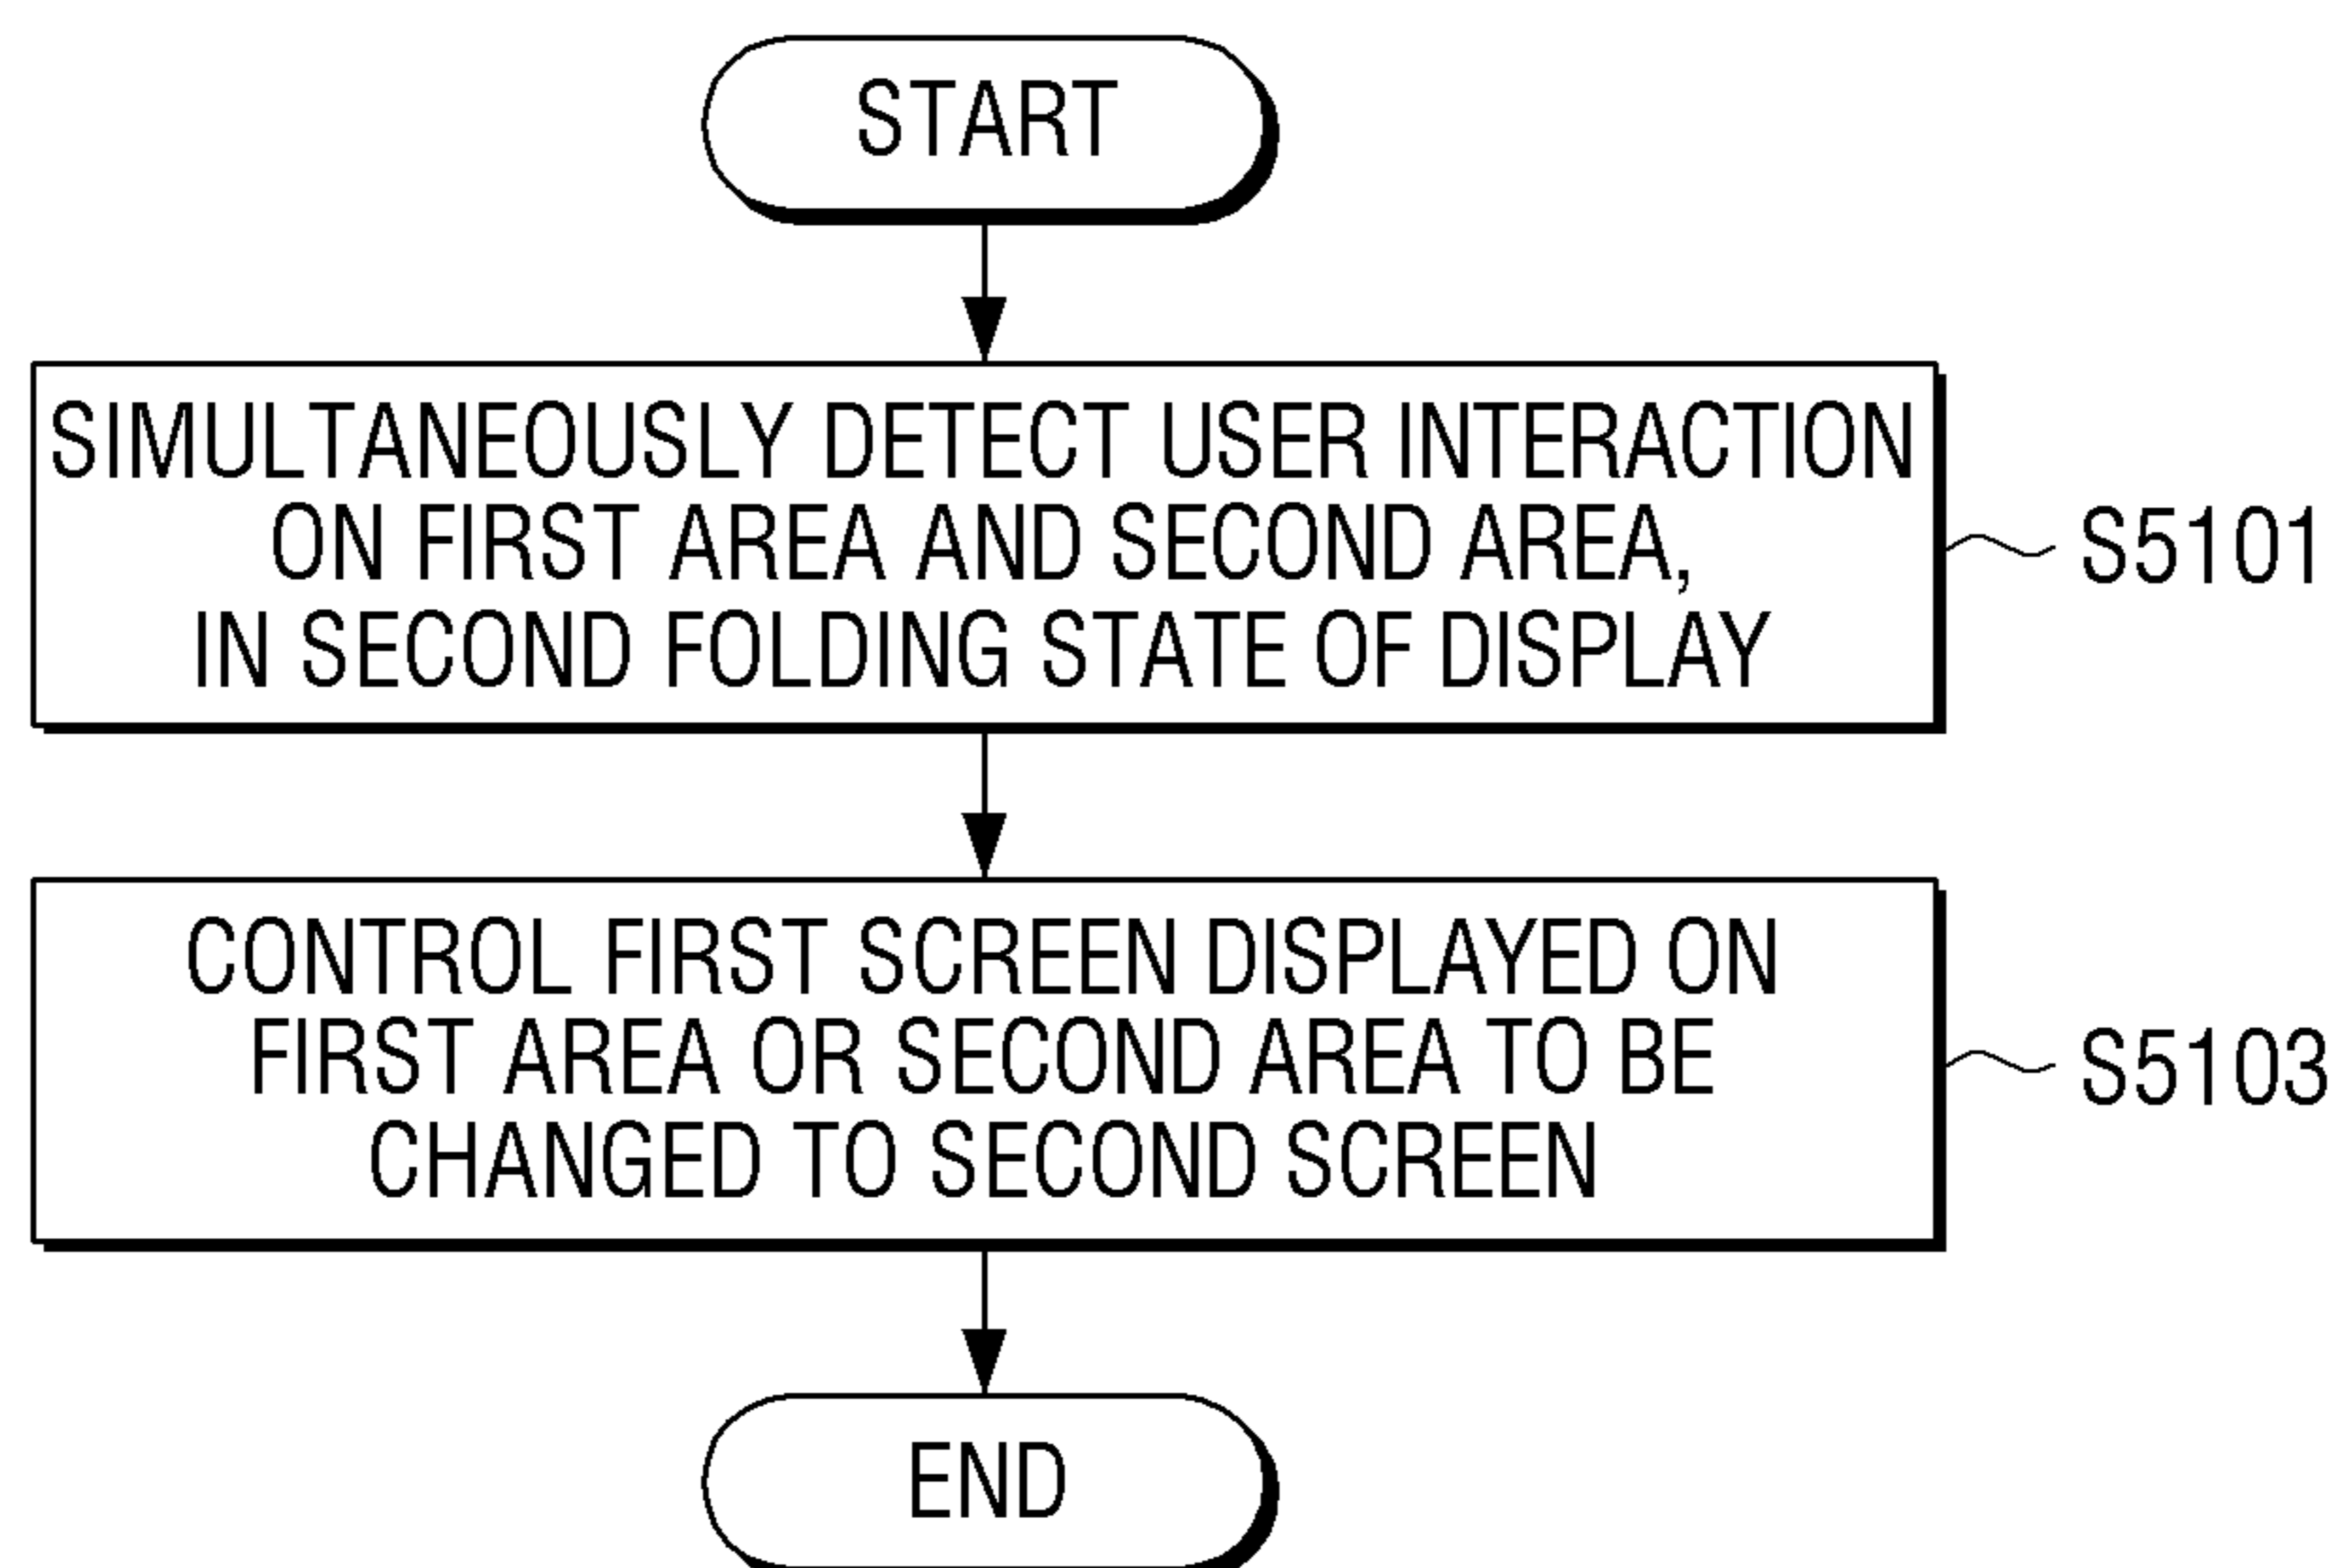 START
SIMULTANEOUSLY DETECT USER INTERACTION
ON FIRST AREA AND SECOND AREA,
IN SECOND FOLDING STATE OF DISPLAY
S5101
CONTROL FIRST SCREEN DISPLAYED ON
FIRST AREA OR SECOND AREA TO BE
CHANGED TO SECOND SCREEN
S5103
END